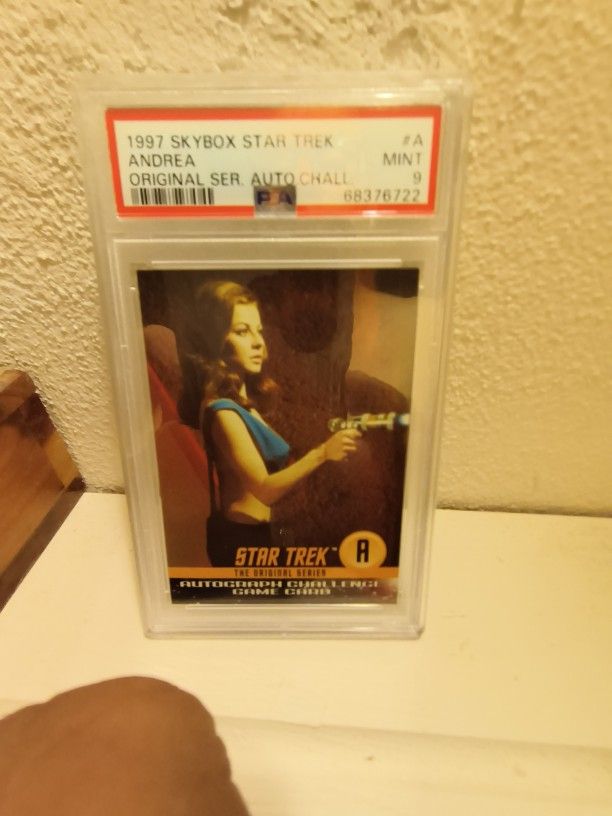 1997 SKYBOX STAR TREK #A
ANDREA MINT
ORIGINAL SER. AUTO.CHALL. 9
PSA 68376722
STAR TREK™ A
THE ORIGINAL SERIES
AUTOGRAPH CHALLENGE
GAME CARD